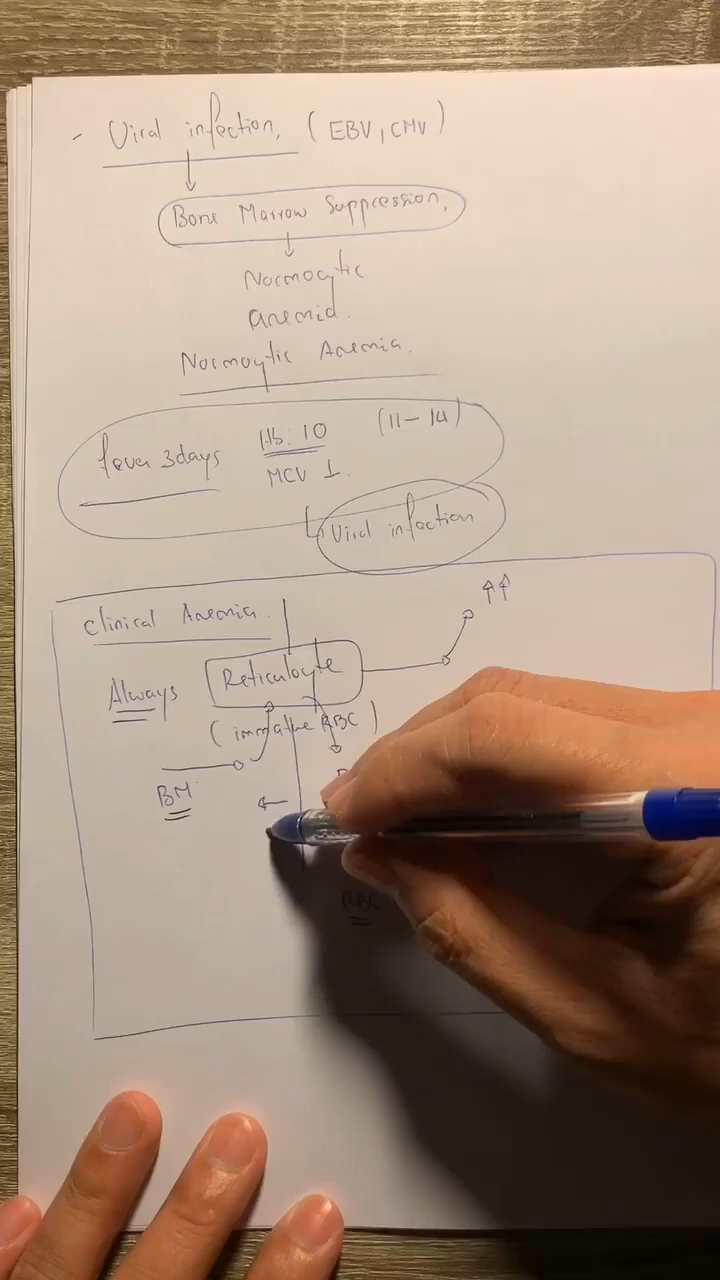 - Viral infection, (EBV, CMV)
Bone Marrow Suppression,
Normocytic
anemia.
Normocytic Anemia.
fever 3days Hb: 10 (11-14)
MCV ⊥.
Viral infection
Clinical Anemia.
↑↑
Always Reticulocyte
(immature RBC)
BM
←
RBC